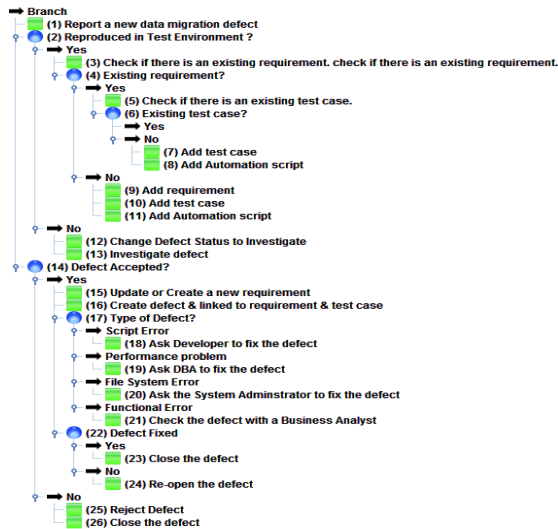 Branch
(1) Report a new data migration defect
(2) Reproduced in Test Environment ?
Yes
(3) Check if there is an existing requirement. check if there is an existing requirement.
(4) Existing requirement?
Yes
(5) Check if there is an existing test case.
(6) Existing test case?
Yes
No
(7) Add test case
(8) Add Automation script
No
(9) Add requirement
(10) Add test case
(11) Add Automation script
No
(12) Change Defect Status to Investigate
(13) Investigate defect
(14) Defect Accepted?
Yes
(15) Update or Create a new requirement
(16) Create defect & linked to requirement & test case
(17) Type of Defect?
Script Error
(18) Ask Developer to fix the defect
Performance problem
(19) Ask DBA to fix the defect
File System Error
(20) Ask the System Adminstrator to fix the defect
Functional Error
(21) Check the defect with a Business Analyst
(22) Defect Fixed
Yes
(23) Close the defect
No
(24) Re-open the defect
No
(25) Reject Defect
(26) Close the defect